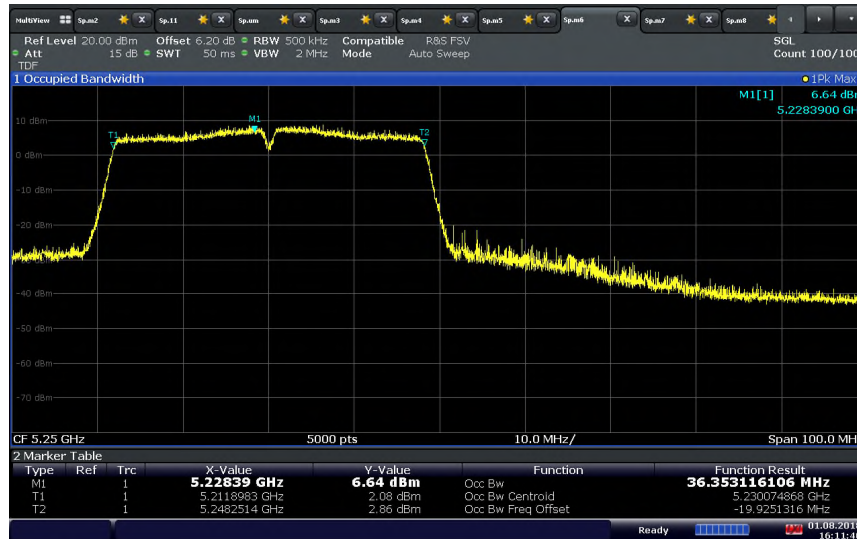 MultiView Sp.m2 X Sp.11 X Sp.um X Sp.m3 X Sp.m4 X Sp.m5 X Sp.m6 X Sp.m7 X Sp.m8
Ref Level 20.00 dBm Offset 6.20 dB RBW 500 kHz Compatible R&S FSV SGL
Att 15 dB SWT 50 ms VBW 2 MHz Mode Auto Sweep Count 100/100
TDF
1 Occupied Bandwidth 1Pk Max
M1[1] 6.64 dBm
5.2283900 GH
10 dBm
M1
T1 T2
0 dBm
-10 dBm
-20 dBm
-40 dBm
-50 dBm
-60 dBm
-70 dBm
CF 5.25 GHz 5000 pts 10.0 MHz/ Span 100.0 MH
2 Marker Table
Type Ref Trc X-Value Y-Value Function Function Result
M1 1 5.22839 GHz 6.64 dBm Occ Bw 36.353116106 MHz
T1 1 5.2118983 GHz 2.08 dBm Occ Bw Centroid 5.230074868 GHz
T2 1 5.2482514 GHz 2.86 dBm Occ Bw Freq Offset -19.9251316 MHz
Ready 01.08.2018
16:11:46